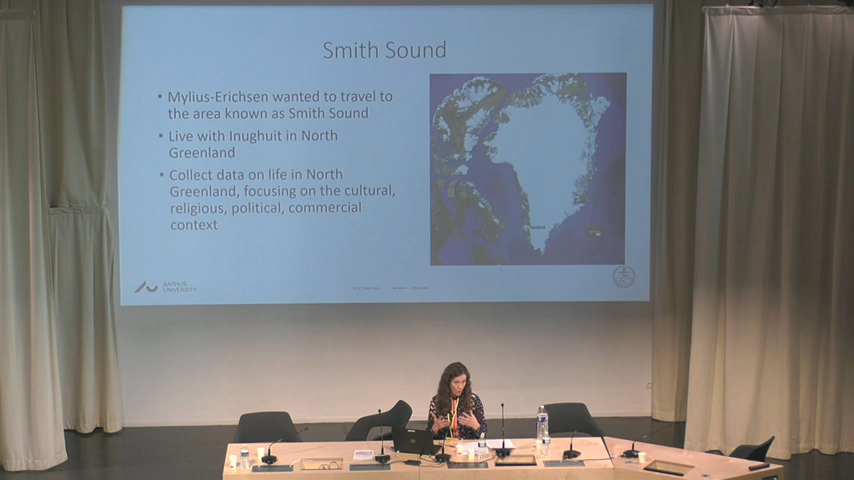 Smith Sound
• Mylius-Erichsen wanted to travel to
the area known as Smith Sound
• Live with Inughuit in North
Greenland
• Collect data on life in North
Greenland, focusing on the cultural,
religious, political, commercial
context
AARHUS
UNIVERSITY